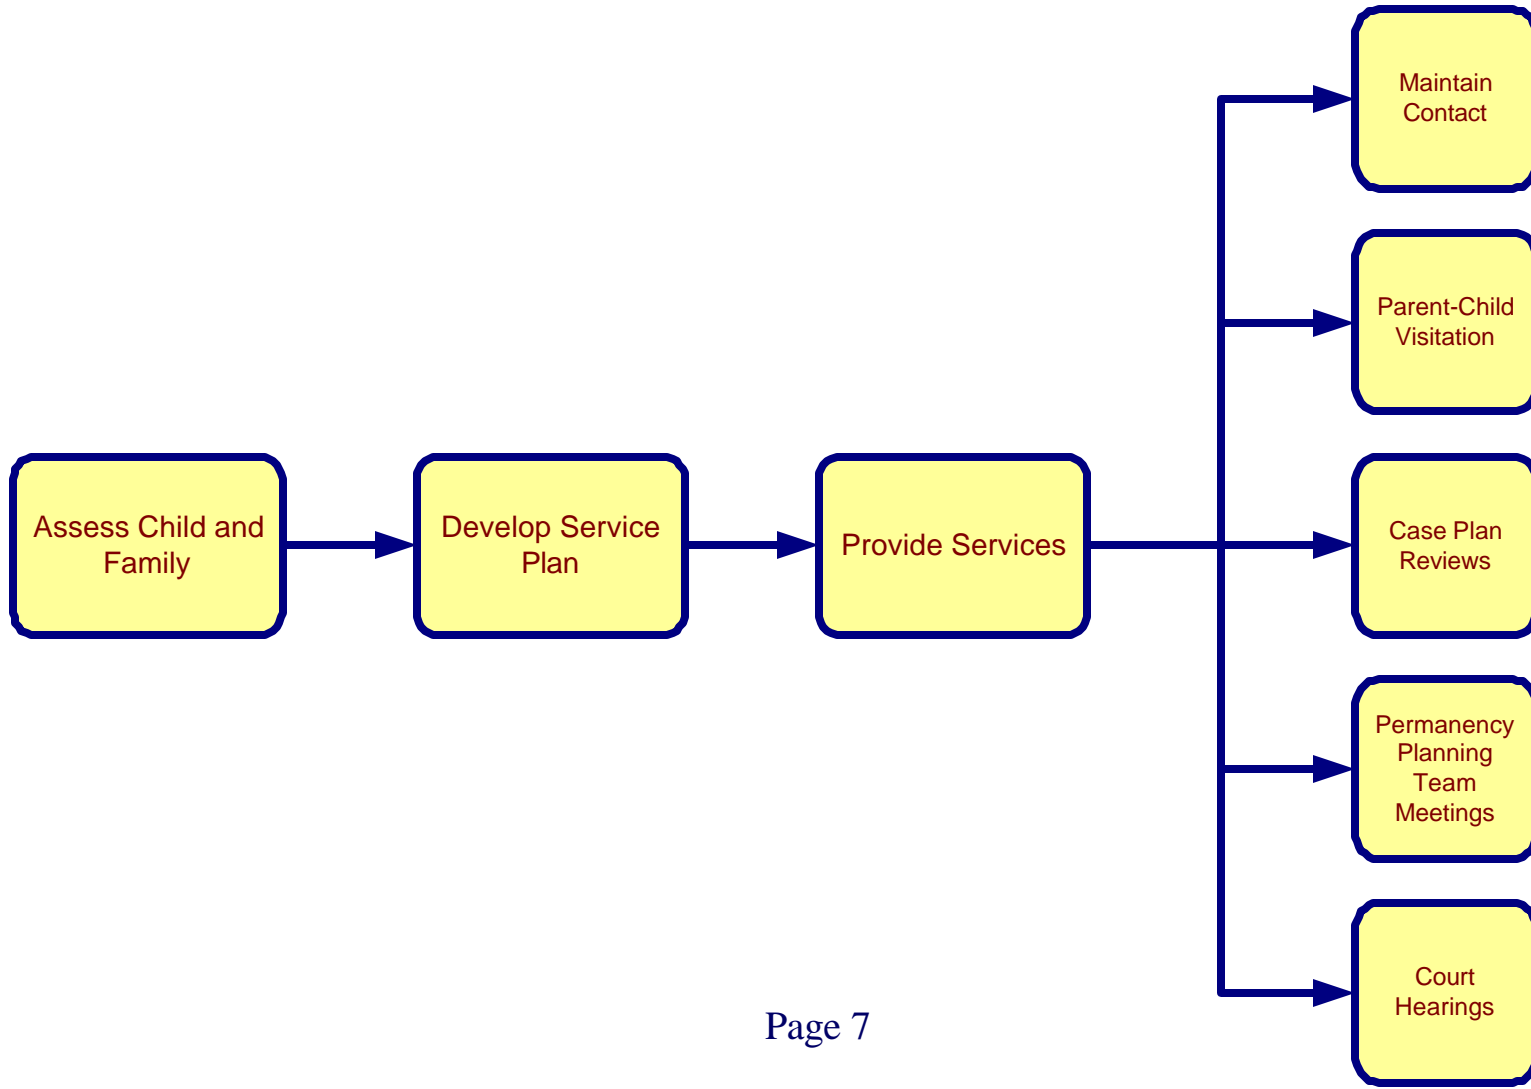 Maintain
Contact
Parent-Child
Visitation
Assess Child and
Family
Develop Service
Plan
Provide Services
Case Plan
Reviews
Permanency
Planning
Team
Meetings
Court
Hearings
Page 7